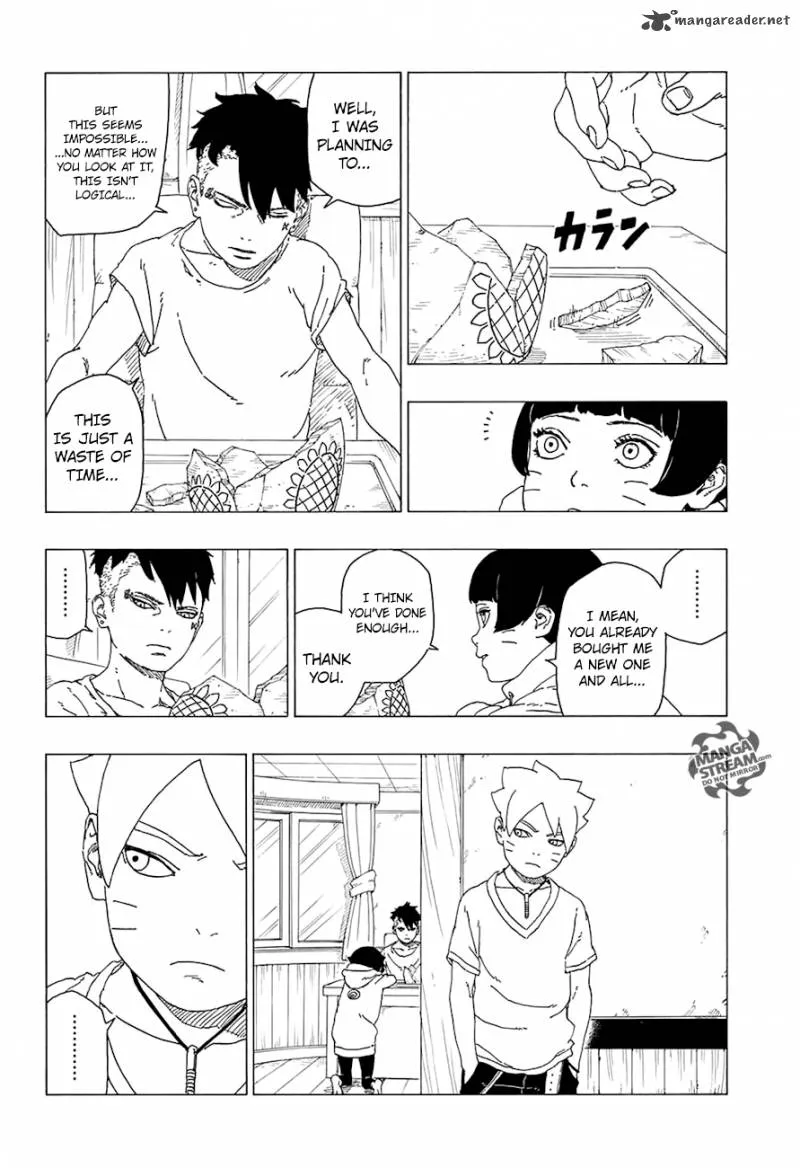 mangareader.net
カラン
WELL,
I WAS
PLANNING
TO...
BUT
THIS SEEMS
IMPOSSIBLE...
...NO MATTER HOW
YOU LOOK AT IT,
THIS ISN'T
LOGICAL...
THIS
IS JUST A
WASTE OF
TIME...
.......
I MEAN,
YOU ALREADY
BOUGHT ME
A NEW ONE
AND ALL...
I THINK
YOU'VE DONE
ENOUGH...
THANK
YOU.
........
MANGA
STREAM.com
DO NOT MIRROR
........